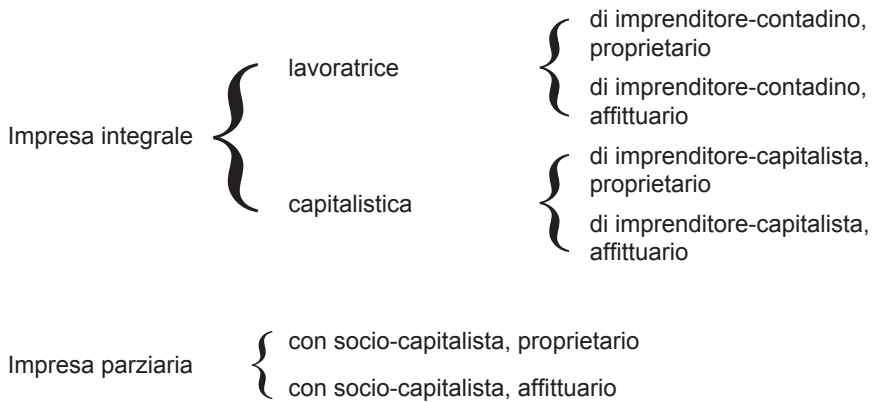 Impresa integrale
lavoratrice
di imprenditore-contadino,
proprietario
di imprenditore-contadino,
affittuario
capitalistica
di imprenditore-capitalista,
proprietario
di imprenditore-capitalista,
affittuario
Impresa parziaria
con socio-capitalista, proprietario
con socio-capitalista, affittuario